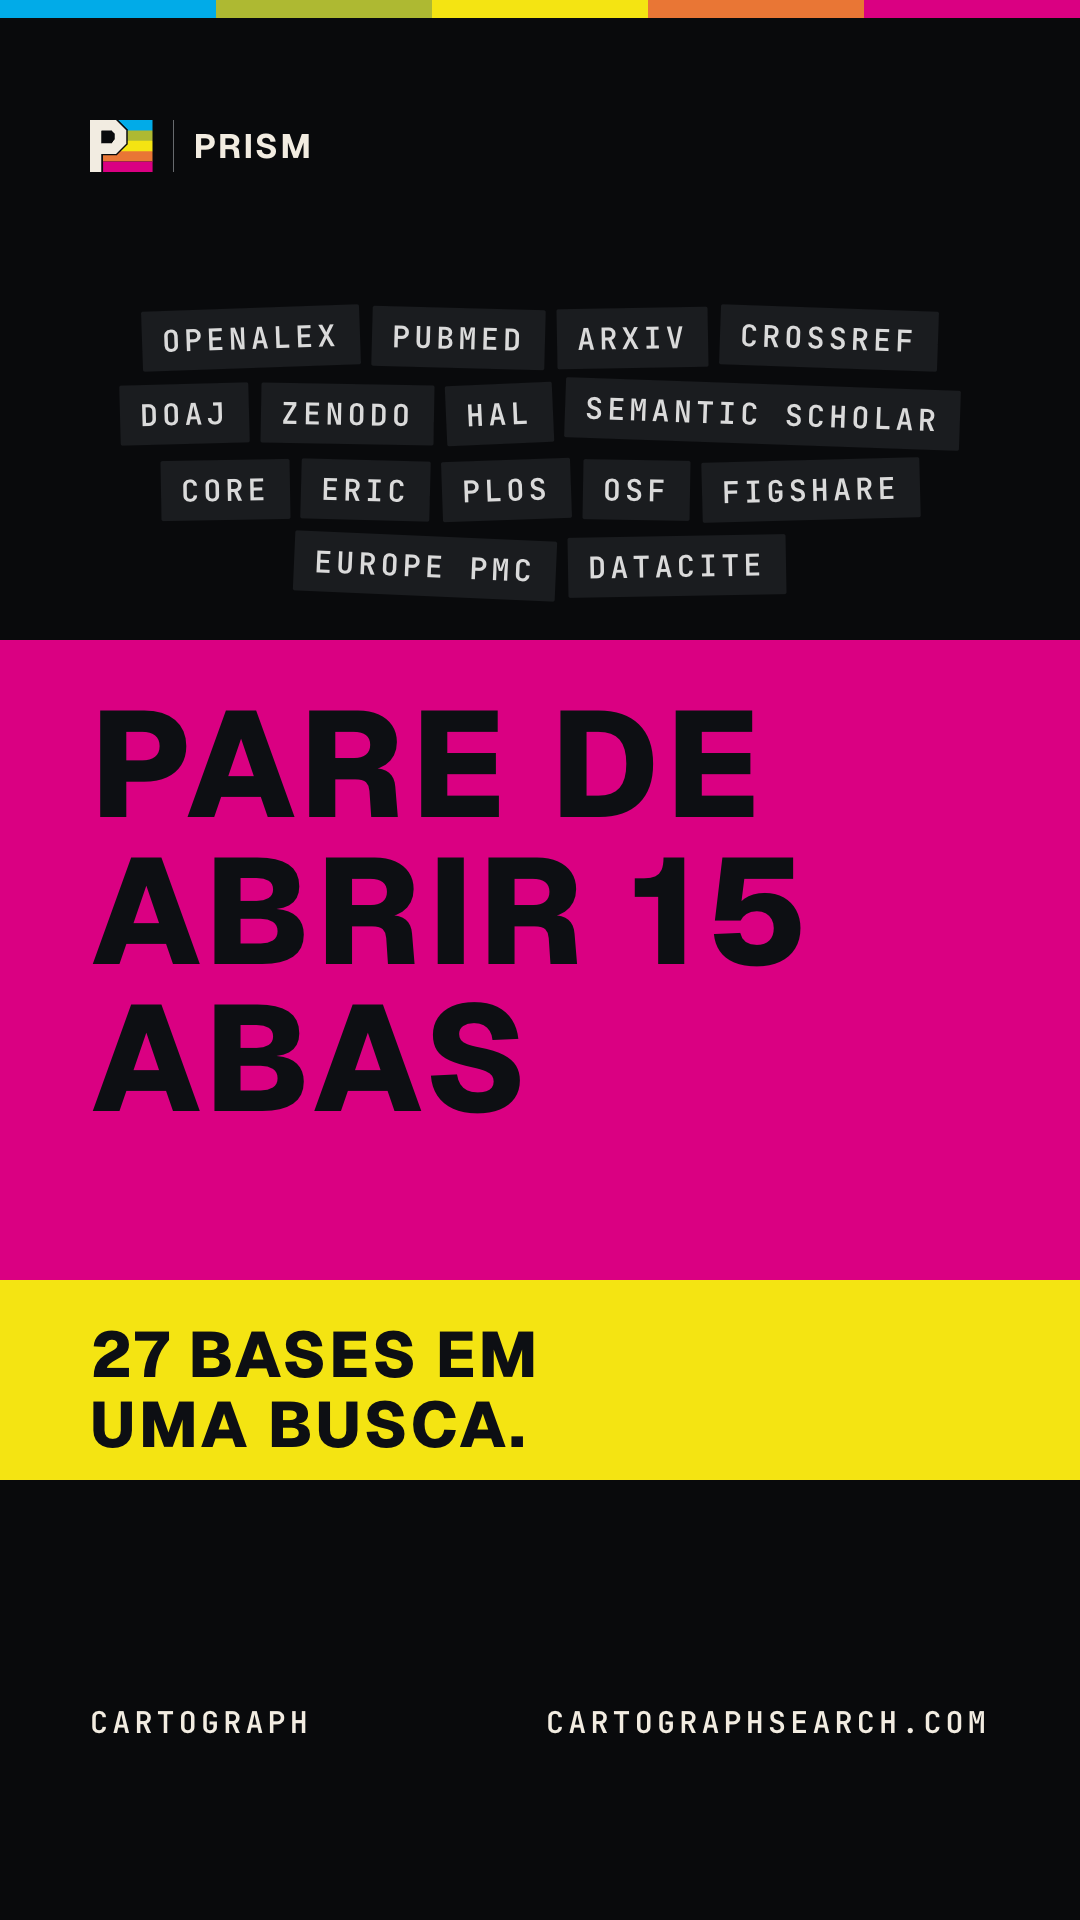 P PRISM
OPENALEX PUBMED ARXIV CROSSREF
DOAJ ZENODO HAL SEMANTIC SCHOLAR
CORE ERIC PLOS OSF FIGSHARE
EUROPE PMC DATACITE
PARE DE
ABRIR 15
ABAS
27 BASES EM
UMA BUSCA.
CARTOGRAPH CARTOGRAPHSEARCH.COM